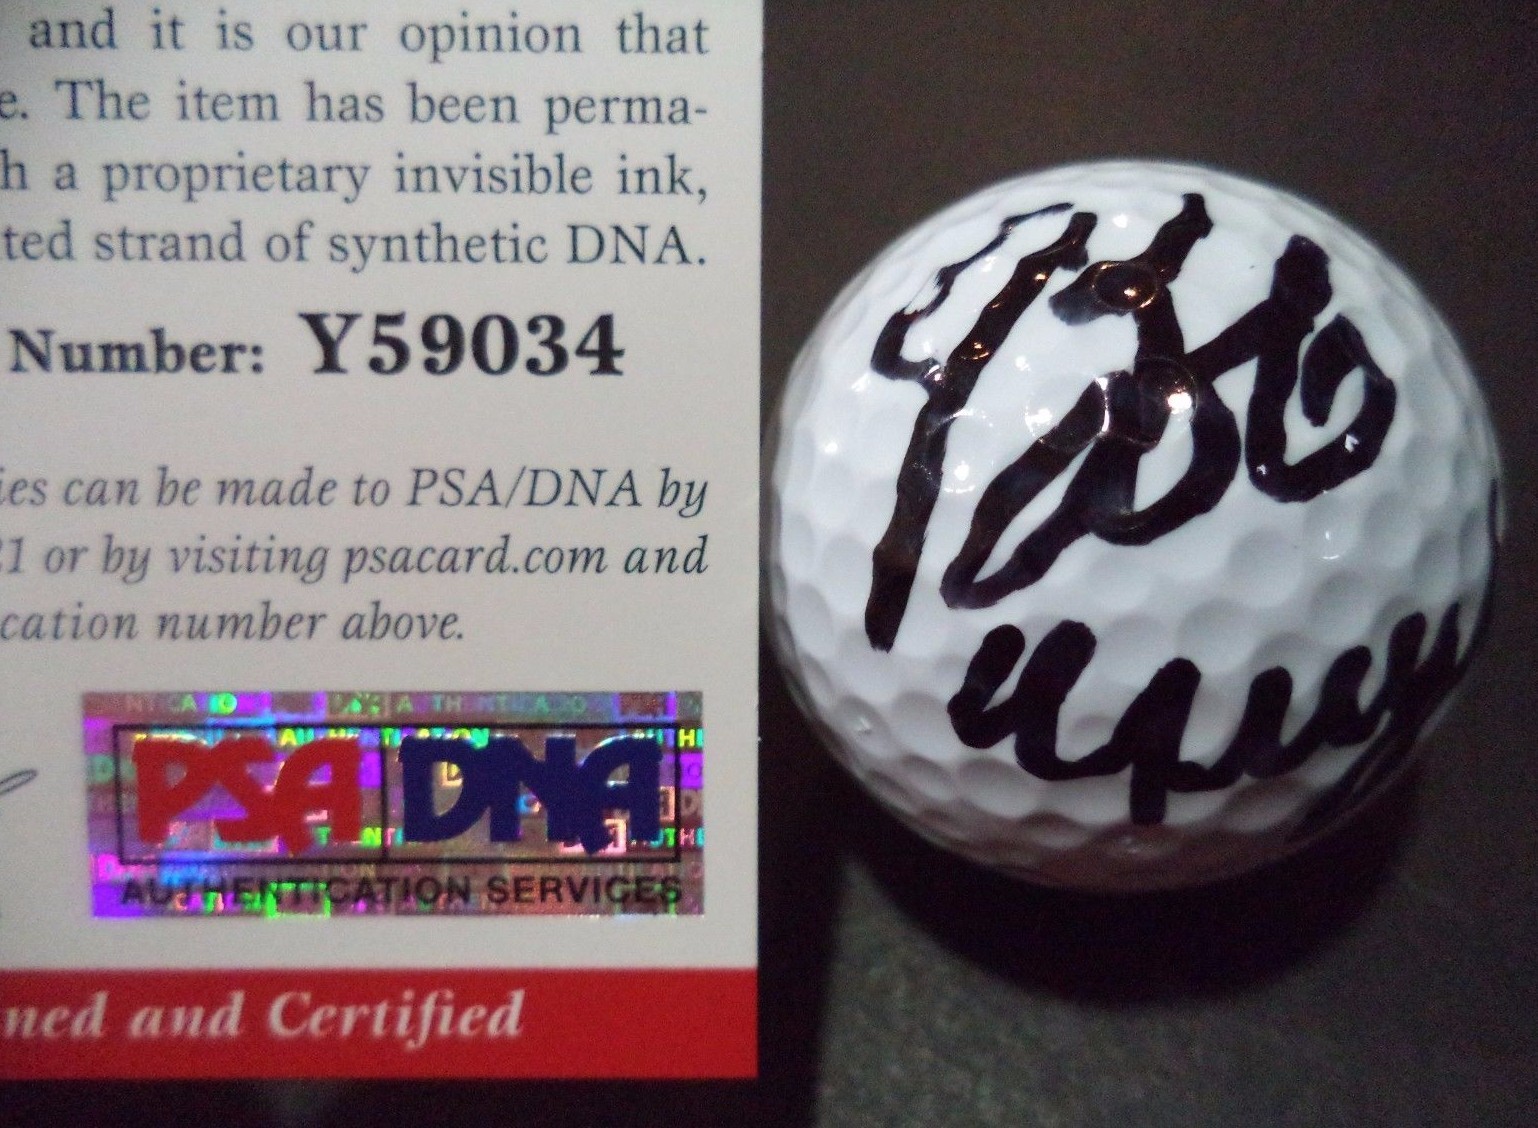 and it is our opinion that
e. The item has been perma-
h a proprietary invisible ink,
ted strand of synthetic DNA.
Number: Y59034
ies can be made to PSA/DNA by
21 or by visiting psacard.com and
cation number above.
PSA DNA
AUTHENTICATION SERVICES
ned and Certified